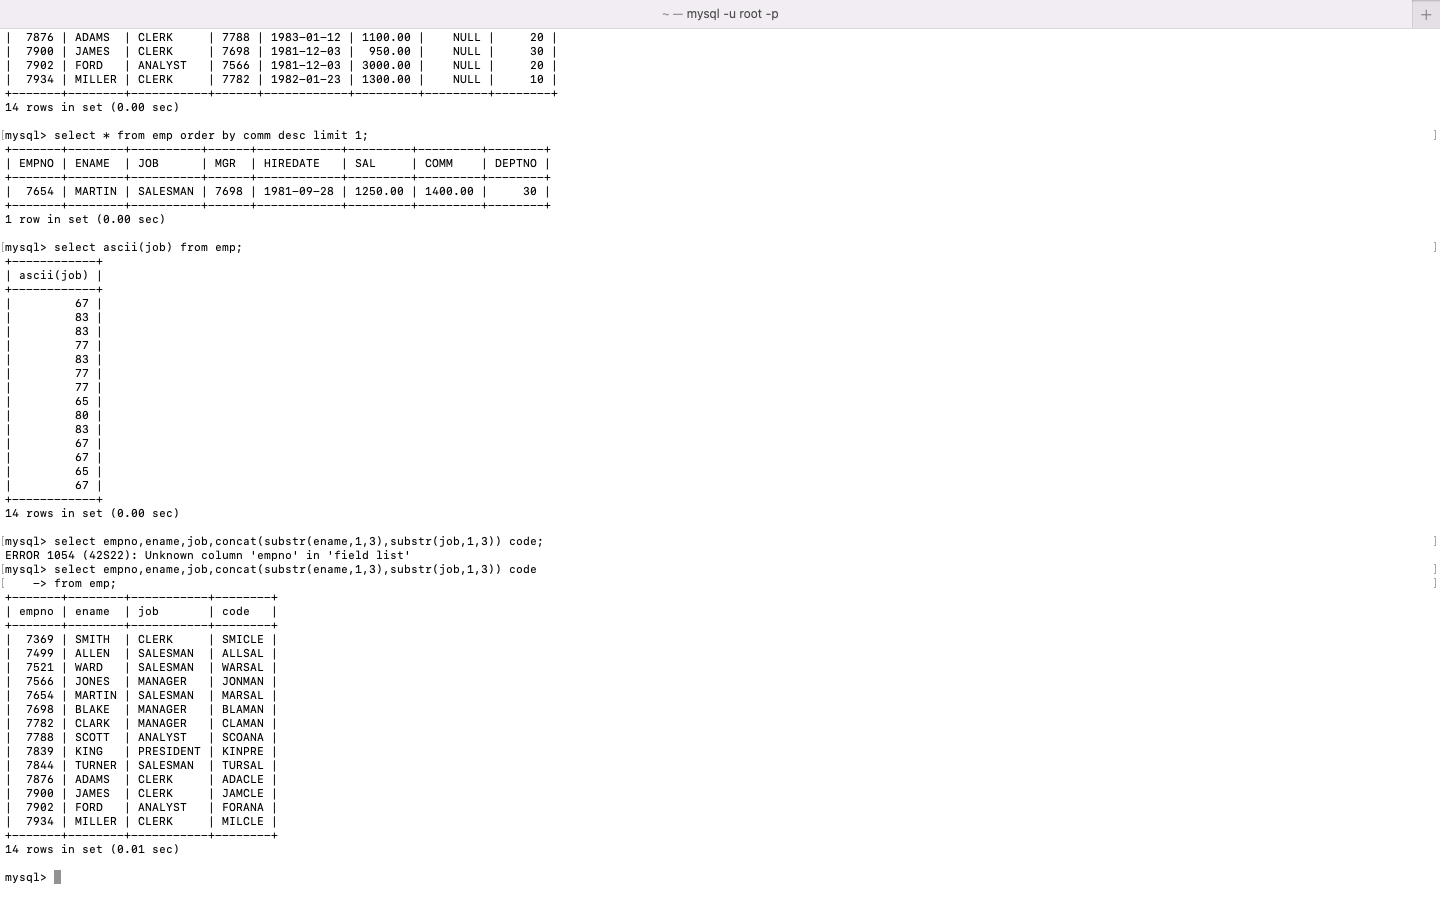 ~ — mysql -u root -p
+
|  7876 | ADAMS  | CLERK     | 7788 | 1983-01-12 | 1100.00 |    NULL |     20 |
|  7900 | JAMES  | CLERK     | 7698 | 1981-12-03 |  950.00 |    NULL |     30 |
|  7902 | FORD   | ANALYST   | 7566 | 1981-12-03 | 3000.00 |    NULL |     20 |
|  7934 | MILLER | CLERK     | 7782 | 1982-01-23 | 1300.00 |    NULL |     10 |
+-------+--------+-----------+------+------------+---------+---------+--------+
14 rows in set (0.00 sec)
[mysql> select * from emp order by comm desc limit 1; ]
+-------+--------+----------+------+------------+---------+---------+--------+
| EMPNO | ENAME  | JOB      | MGR  | HIREDATE   | SAL     | COMM    | DEPTNO |
+-------+--------+----------+------+------------+---------+---------+--------+
|  7654 | MARTIN | SALESMAN | 7698 | 1981-09-28 | 1250.00 | 1400.00 |     30 |
+-------+--------+----------+------+------------+---------+---------+--------+
1 row in set (0.00 sec)
[mysql> select ascii(job) from emp; ]
+------------+
| ascii(job) |
+------------+
|         67 |
|         83 |
|         83 |
|         77 |
|         83 |
|         77 |
|         77 |
|         65 |
|         80 |
|         83 |
|         67 |
|         67 |
|         65 |
|         67 |
+------------+
14 rows in set (0.00 sec)
[mysql> select empno,ename,job,concat(substr(ename,1,3),substr(job,1,3)) code; ]
ERROR 1054 (42S22): Unknown column 'empno' in 'field list'
[mysql> select empno,ename,job,concat(substr(ename,1,3),substr(job,1,3)) code ]
[    -> from emp; ]
+-------+--------+-----------+--------+
| empno | ename  | job       | code   |
+-------+--------+-----------+--------+
|  7369 | SMITH  | CLERK     | SMICLE |
|  7499 | ALLEN  | SALESMAN  | ALLSAL |
|  7521 | WARD   | SALESMAN  | WARSAL |
|  7566 | JONES  | MANAGER   | JONMAN |
|  7654 | MARTIN | SALESMAN  | MARSAL |
|  7698 | BLAKE  | MANAGER   | BLAMAN |
|  7782 | CLARK  | MANAGER   | CLAMAN |
|  7788 | SCOTT  | ANALYST   | SCOANA |
|  7839 | KING   | PRESIDENT | KINPRE |
|  7844 | TURNER | SALESMAN  | TURSAL |
|  7876 | ADAMS  | CLERK     | ADACLE |
|  7900 | JAMES  | CLERK     | JAMCLE |
|  7902 | FORD   | ANALYST   | FORANA |
|  7934 | MILLER | CLERK     | MILCLE |
+-------+--------+-----------+--------+
14 rows in set (0.01 sec)
mysql>